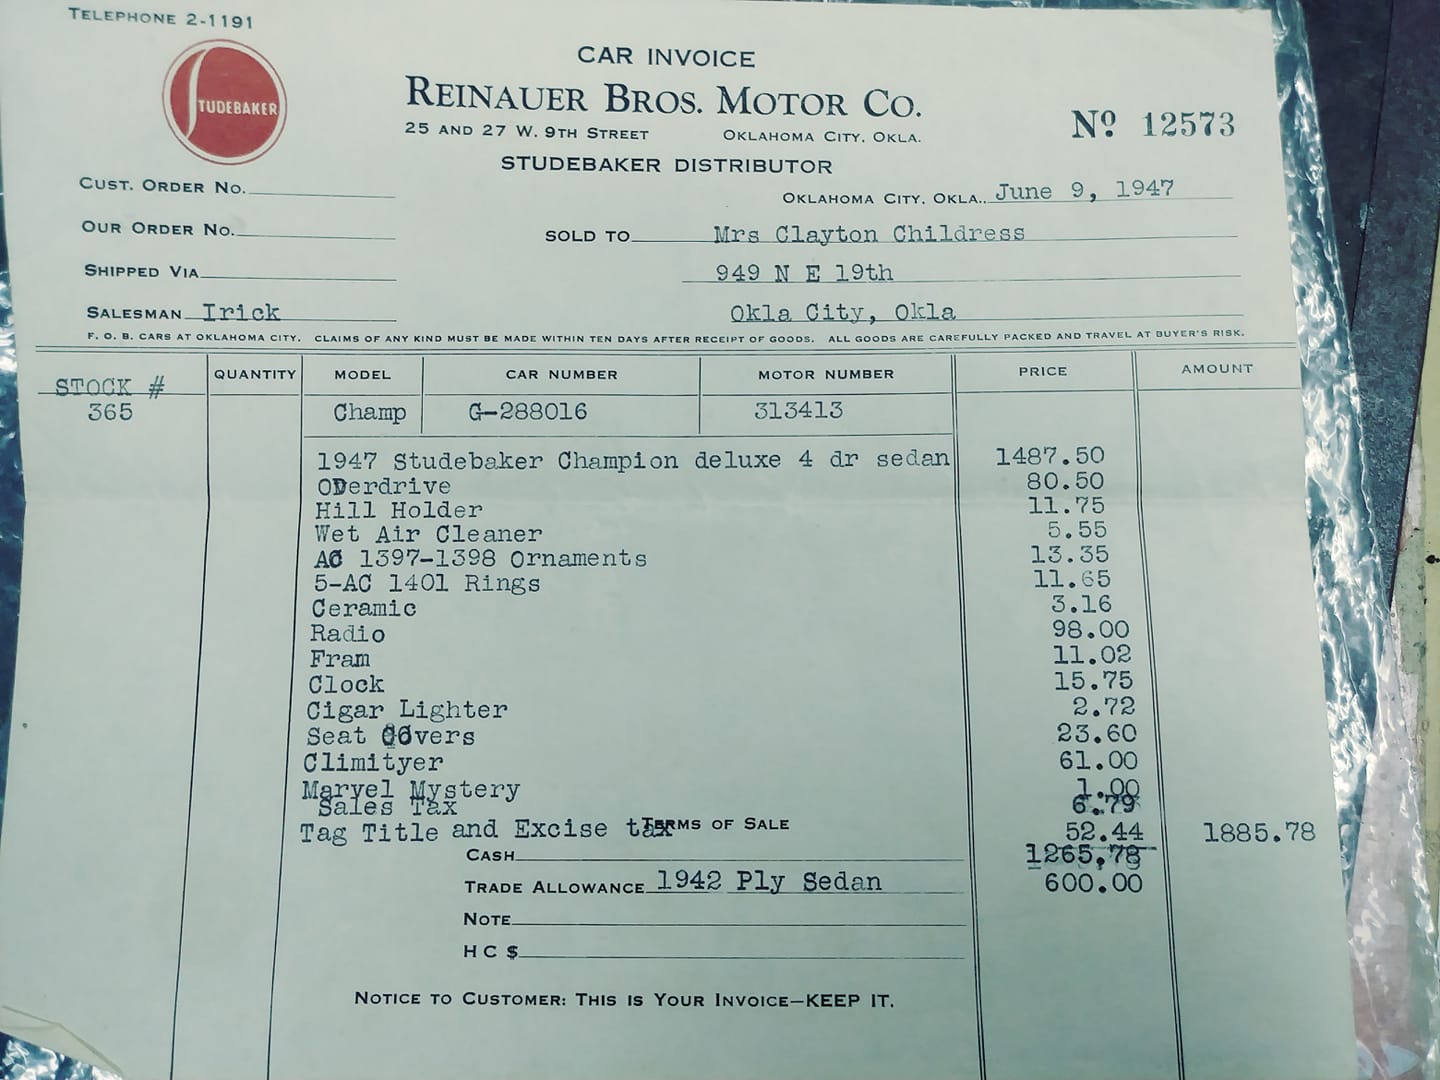 TELEPHONE 2-1191
STUDEBAKER
CAR INVOICE
REINAUER BROS. MOTOR CO.
25 AND 27 W. 9TH STREET OKLAHOMA CITY, OKLA.
STUDEBAKER DISTRIBUTOR
Nº 12573
CUST. ORDER NO.
OKLAHOMA CITY, OKLA., June 9, 1947
OUR ORDER NO.
SOLD TO Mrs Clayton Childress
SHIPPED VIA
949 N E 19th
SALESMAN Irick
Okla City, Okla
F. O. B. CARS AT OKLAHOMA CITY. CLAIMS OF ANY KIND MUST BE MADE WITHIN TEN DAYS AFTER RECEIPT OF GOODS. ALL GOODS ARE CAREFULLY PACKED AND TRAVEL AT BUYER'S RISK.
STOCK # QUANTITY MODEL CAR NUMBER MOTOR NUMBER PRICE AMOUNT
365 Champ G-288016 313413
1947 Studebaker Champion deluxe 4 dr sedan 1487.50
Overdrive 80.50
Hill Holder 11.75
Wet Air Cleaner 5.55
AC 1397-1398 Ornaments 13.35
5-AC 1401 Rings 11.65
Ceramic 3.16
Radio 98.00
Fram 11.02
Clock 15.75
Cigar Lighter 2.72
Seat Covers 23.60
Climityer 61.00
Marvel Mystery 1.00
Sales Tax 6.79
Tag Title and Excise tax 52.44 1885.78
TERMS OF SALE
CASH 1265.78
TRADE ALLOWANCE 1942 Ply Sedan 600.00
NOTE
H C $
NOTICE TO CUSTOMER: THIS IS YOUR INVOICE—KEEP IT.